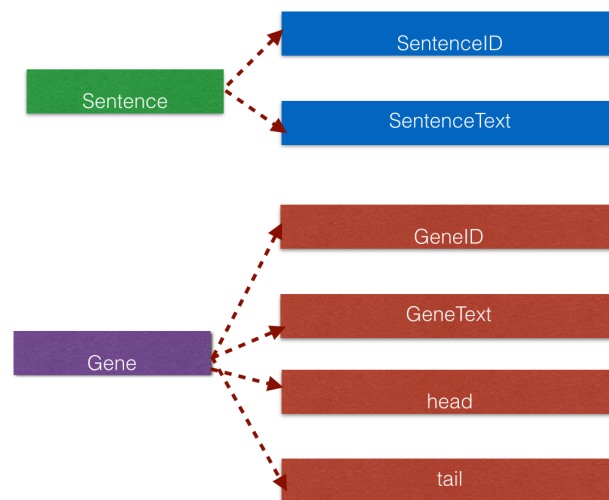 SentenceID
Sentence
SentenceText
GeneID
GeneText
Gene
head
tail